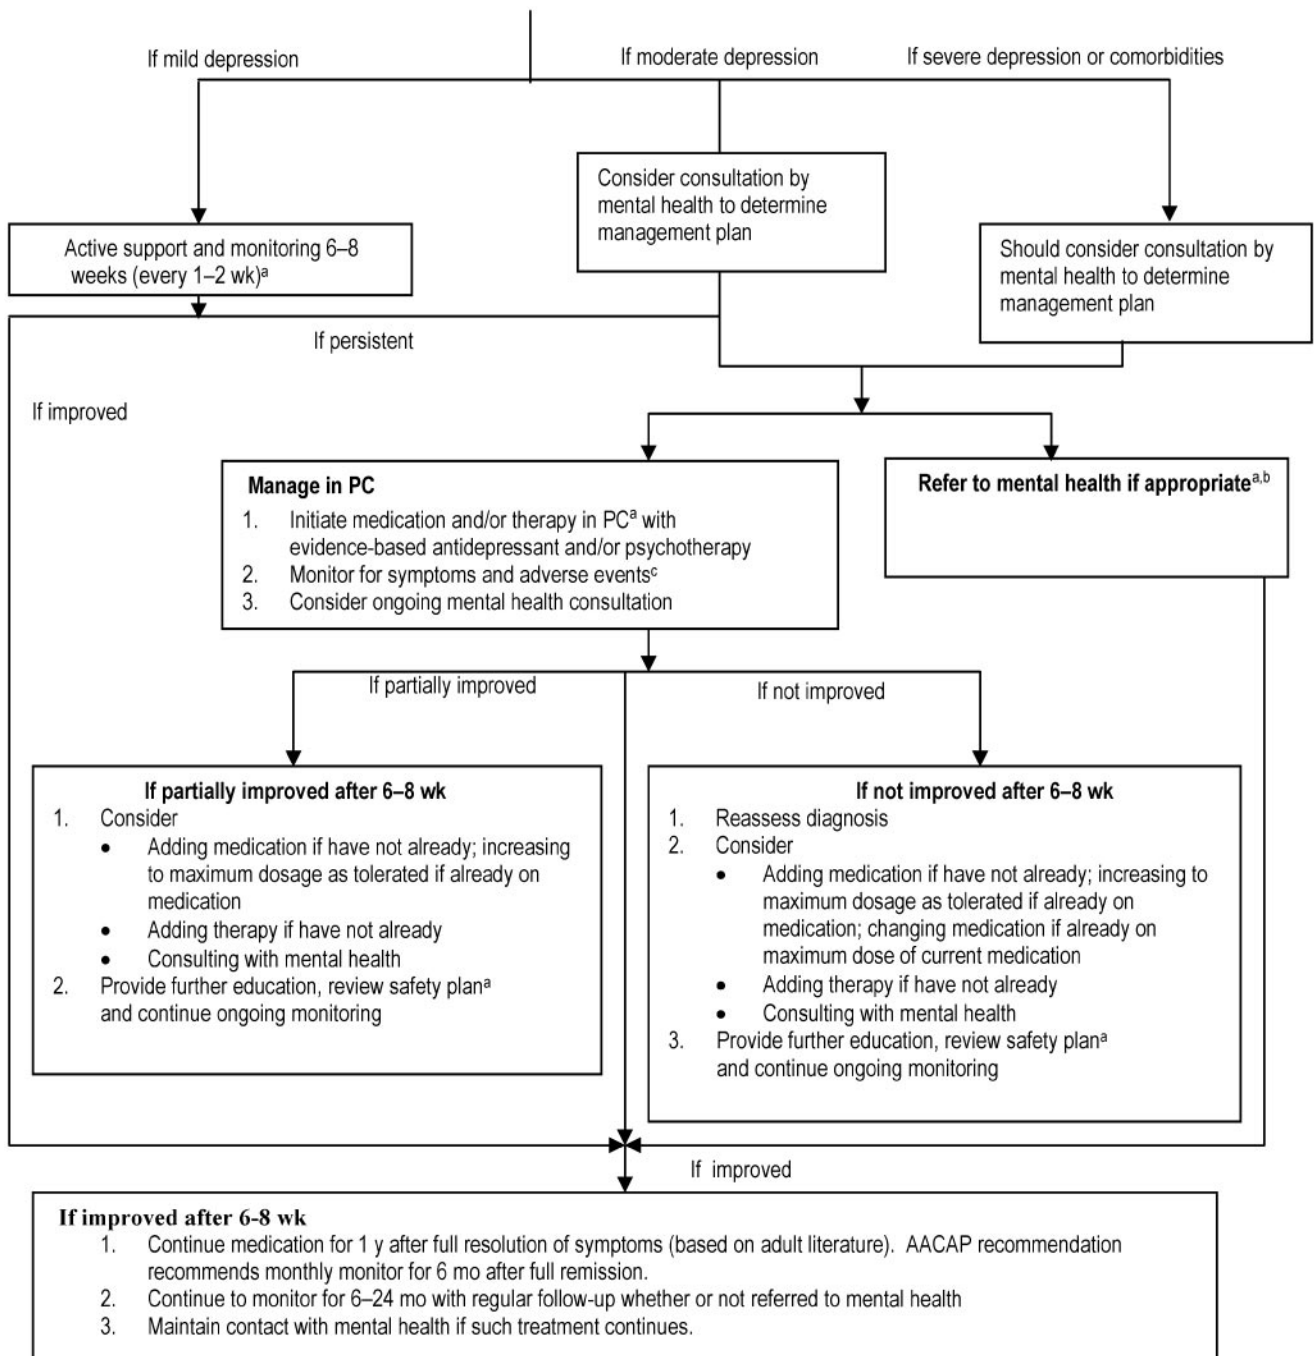 If mild depression
If moderate depression
If severe depression or comorbidities
Consider consultation by
mental health to determine
management plan
Active support and monitoring 6–8
weeks (every 1–2 wk)a
Should consider consultation by
mental health to determine
management plan
If persistent
If improved
Manage in PC
1. Initiate medication and/or therapy in PCa with
evidence-based antidepressant and/or psychotherapy
2. Monitor for symptoms and adverse eventsc
3. Consider ongoing mental health consultation
Refer to mental health if appropriatea,b
If partially improved
If not improved
If partially improved after 6–8 wk
1. Consider
• Adding medication if have not already; increasing
to maximum dosage as tolerated if already on
medication
• Adding therapy if have not already
• Consulting with mental health
2. Provide further education, review safety plana
and continue ongoing monitoring
If not improved after 6–8 wk
1. Reassess diagnosis
2. Consider
• Adding medication if have not already; increasing to
maximum dosage as tolerated if already on
medication; changing medication if already on
maximum dose of current medication
• Adding therapy if have not already
• Consulting with mental health
3. Provide further education, review safety plana
and continue ongoing monitoring
If improved
If improved after 6-8 wk
1. Continue medication for 1 y after full resolution of symptoms (based on adult literature). AACAP recommendation
recommends monthly monitor for 6 mo after full remission.
2. Continue to monitor for 6–24 mo with regular follow-up whether or not referred to mental health
3. Maintain contact with mental health if such treatment continues.